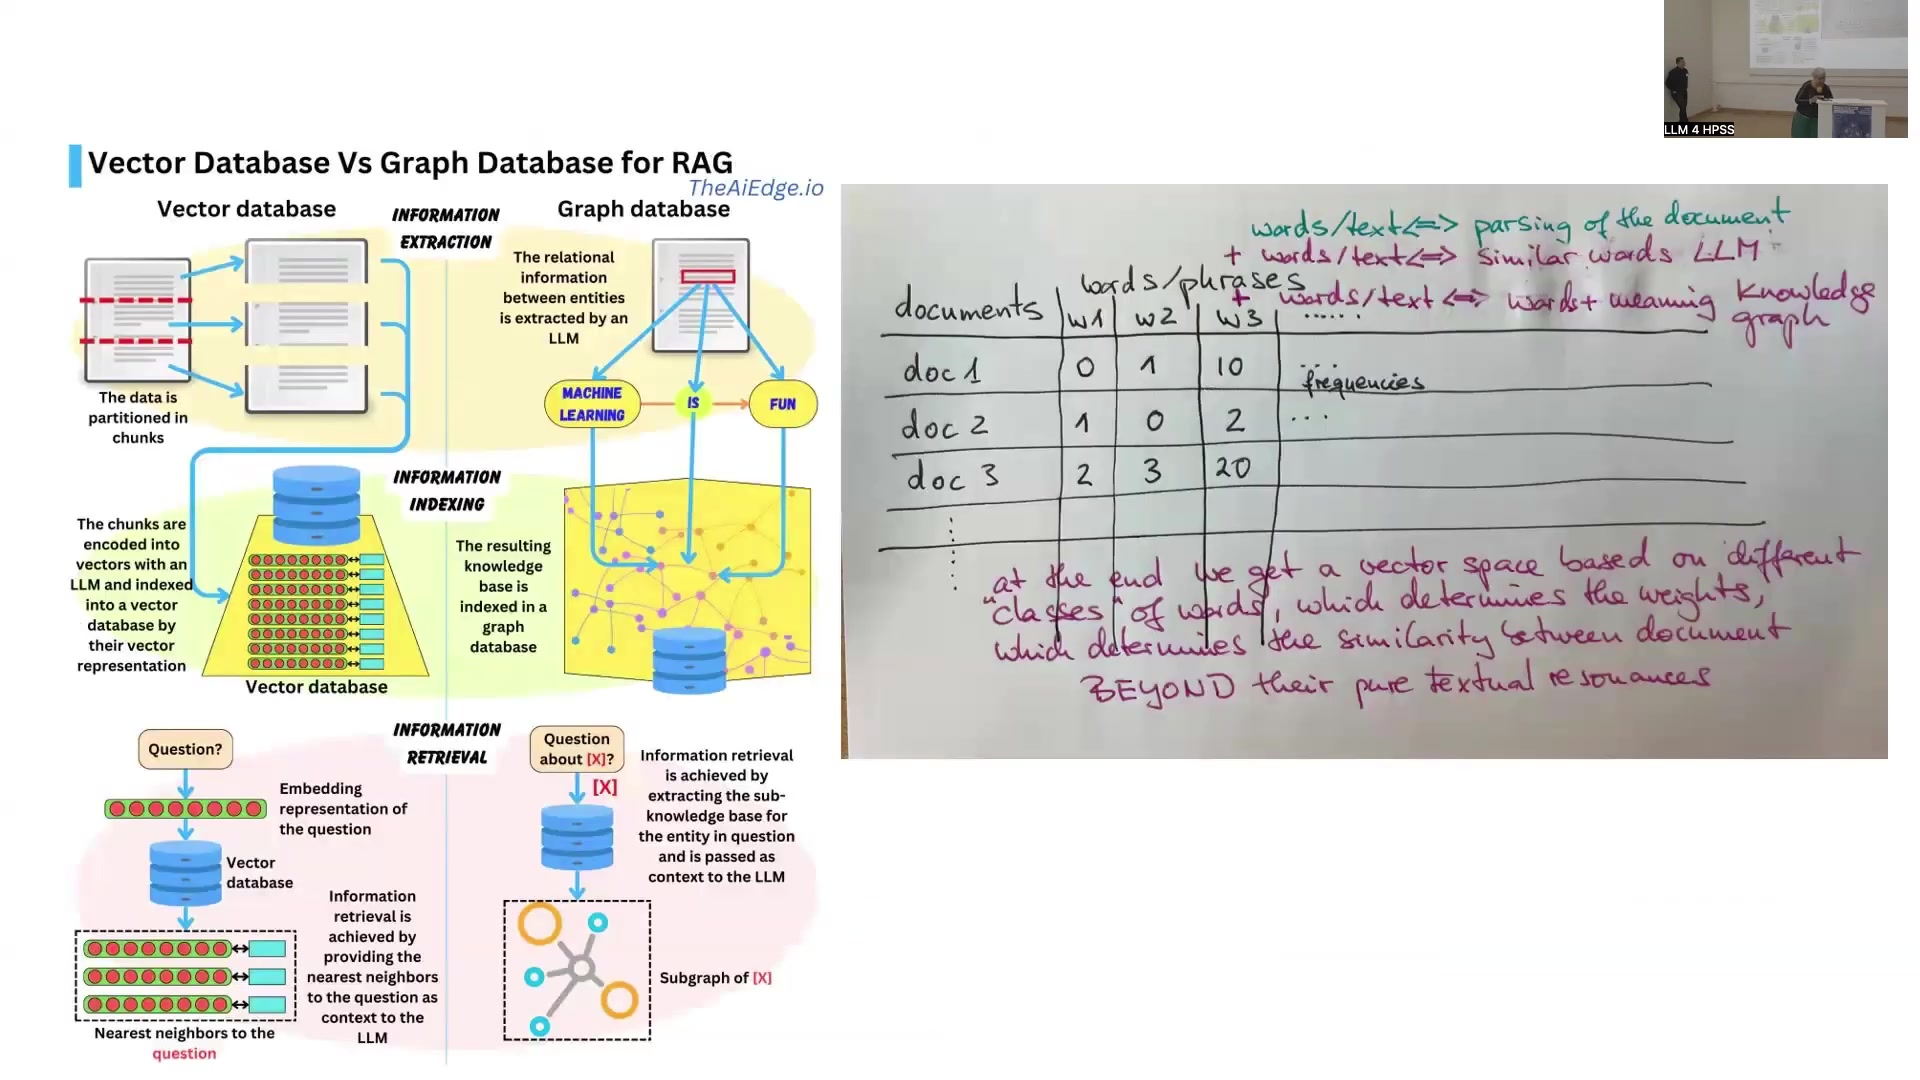 LLM 4 HPSS
Vector Database Vs Graph Database for RAG
TheAiEdge.io
Vector database
INFORMATION
EXTRACTION
Graph database
The data is
partitioned in
chunks
The relational
information
between entities
is extracted by an
LLM
MACHINE
LEARNING
IS
FUN
INFORMATION
INDEXING
The chunks are
encoded into
vectors with an
LLM and indexed
into a vector
database by
their vector
representation
Vector database
The resulting
knowledge
base is
indexed in a
graph
database
INFORMATION
RETRIEVAL
Question?
Embedding
representation of
the question
Vector
database
Information
retrieval is
achieved by
providing the
nearest neighbors
to the question as
context to the
LLM
Nearest neighbors to the
question
Question
about [X]?
[X]
Information retrieval
is achieved by
extracting the sub-
knowledge base for
the entity in question
and is passed as
context to the LLM
Subgraph of [X]
words/text <=> parsing of the document
+ words/text <=> similar words LLM
words/phrases
+ words/text <=> words + meaning Knowledge
graph
documents w1 w2 w3 ......
doc 1 0 1 10 ...
frequencies
doc 2 1 0 2 ...
doc 3 2 3 20
at the end we get a vector space based on different
"classes" of words, which determines the weights,
which determines the similarity between document
BEYOND their pure textual resonances